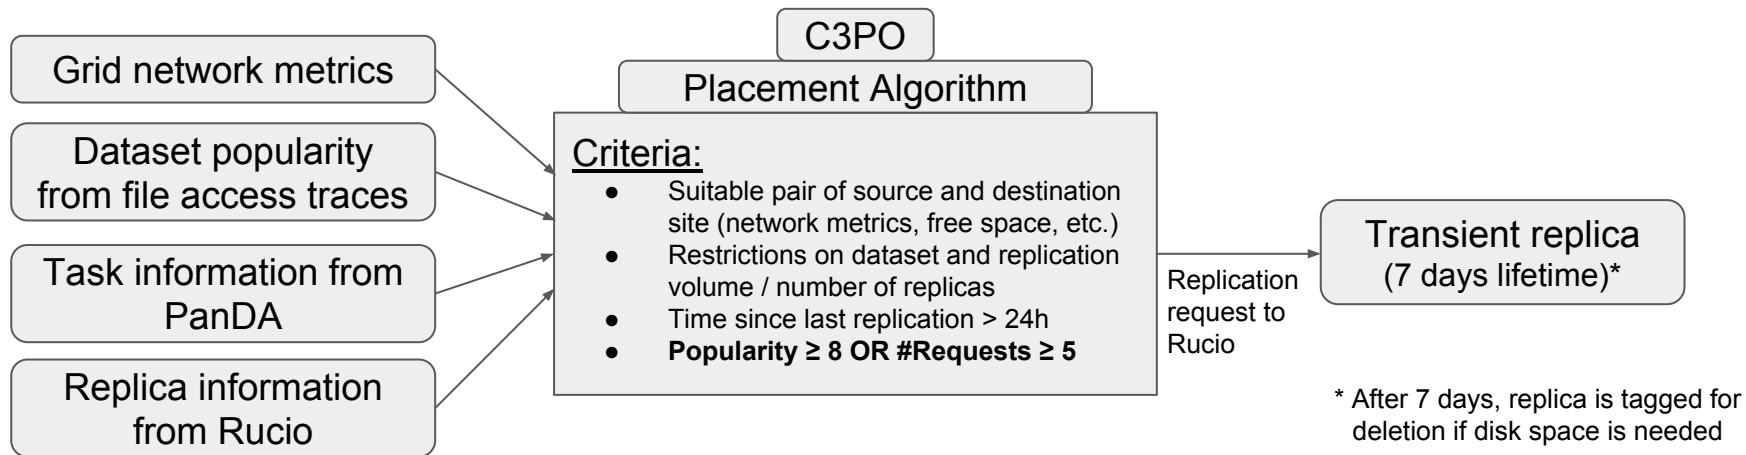 Grid network metrics
Dataset popularity
from file access traces
Task information from
PanDA
Replica information
from Rucio
C3PO
Placement Algorithm
Criteria:
● Suitable pair of source and destination
site (network metrics, free space, etc.)
● Restrictions on dataset and replication
volume / number of replicas
● Time since last replication > 24h
● Popularity ≥ 8 OR #Requests ≥ 5
Replication
request to
Rucio
Transient replica
(7 days lifetime)*
* After 7 days, replica is tagged for
deletion if disk space is needed